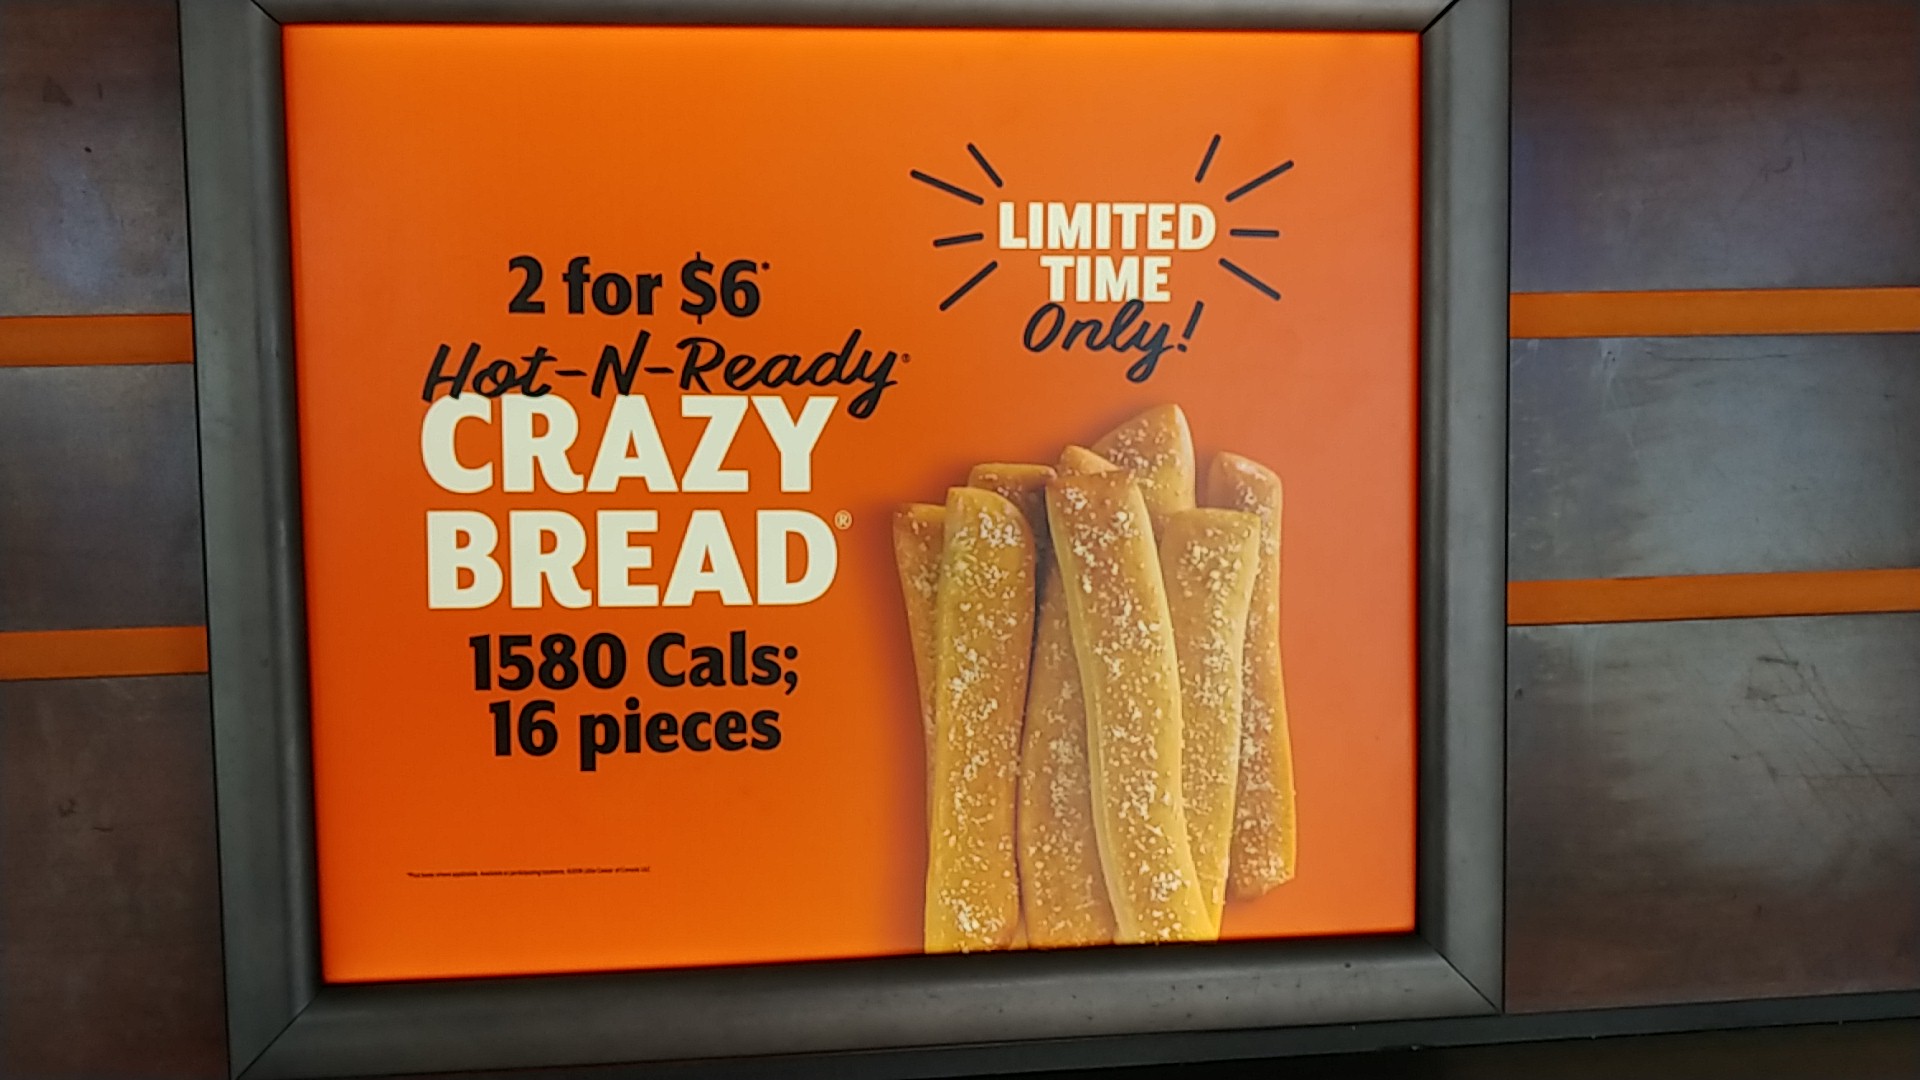 2 for $6*
Hot-N-Ready®
CRAZY
BREAD®
1580 Cals;
16 pieces
LIMITED
TIME
Only!